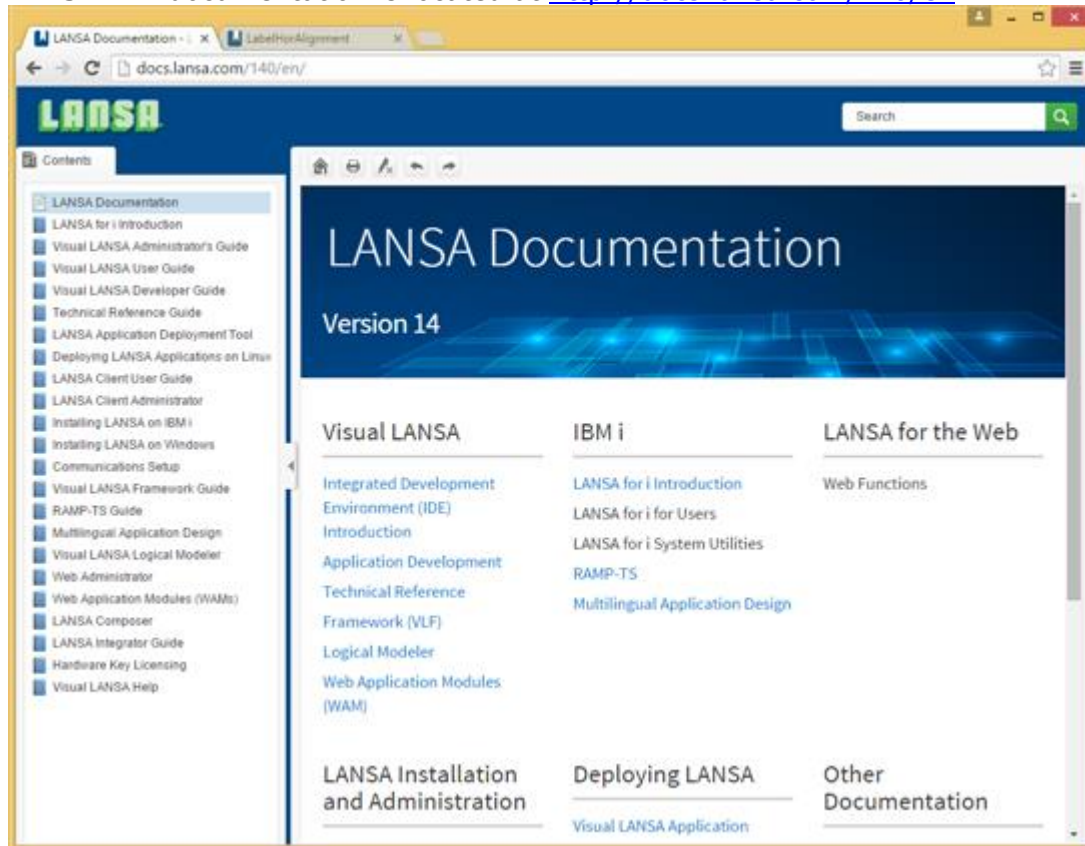 LANSA Documentation - L
LabelHorAlignment
docs.lansa.com/140/en/
LANSA
Search
Contents
LANSA Documentation
LANSA for i Introduction
Visual LANSA Administrator's Guide
Visual LANSA User Guide
Visual LANSA Developer Guide
Technical Reference Guide
LANSA Application Deployment Tool
Deploying LANSA Applications on Linux
LANSA Client User Guide
LANSA Client Administrator
Installing LANSA on IBM i
Installing LANSA on Windows
Communications Setup
Visual LANSA Framework Guide
RAMP-TS Guide
Multilingual Application Design
Visual LANSA Logical Modeler
Web Administrator
Web Application Modules (WAMs)
LANSA Composer
LANSA Integrator Guide
Hardware Key Licensing
Visual LANSA Help
LANSA Documentation
Version 14
Visual LANSA
Integrated Development
Environment (IDE)
Introduction
Application Development
Technical Reference
Framework (VLF)
Logical Modeler
Web Application Modules
(WAM)
IBM i
LANSA for i Introduction
LANSA for i for Users
LANSA for i System Utilities
RAMP-TS
Multilingual Application Design
LANSA for the Web
Web Functions
LANSA Installation
and Administration
Deploying LANSA
Visual LANSA Application
Other
Documentation